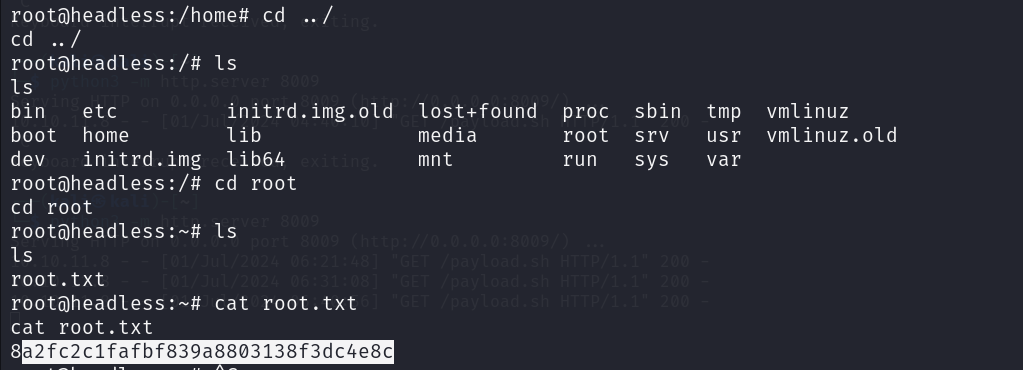 root@headless:/home# cd ../
cd ../
root@headless:/# ls
ls
bin   etc         initrd.img.old  lost+found  proc  sbin  tmp  vmlinuz
boot  home        lib             media       root  srv   usr  vmlinuz.old
dev   initrd.img  lib64           mnt         run   sys   var
root@headless:/# cd root
cd root
root@headless:~# ls
ls
root.txt
root@headless:~# cat root.txt
cat root.txt
8a2fc2c1fafbf839a8803138f3dc4e8c